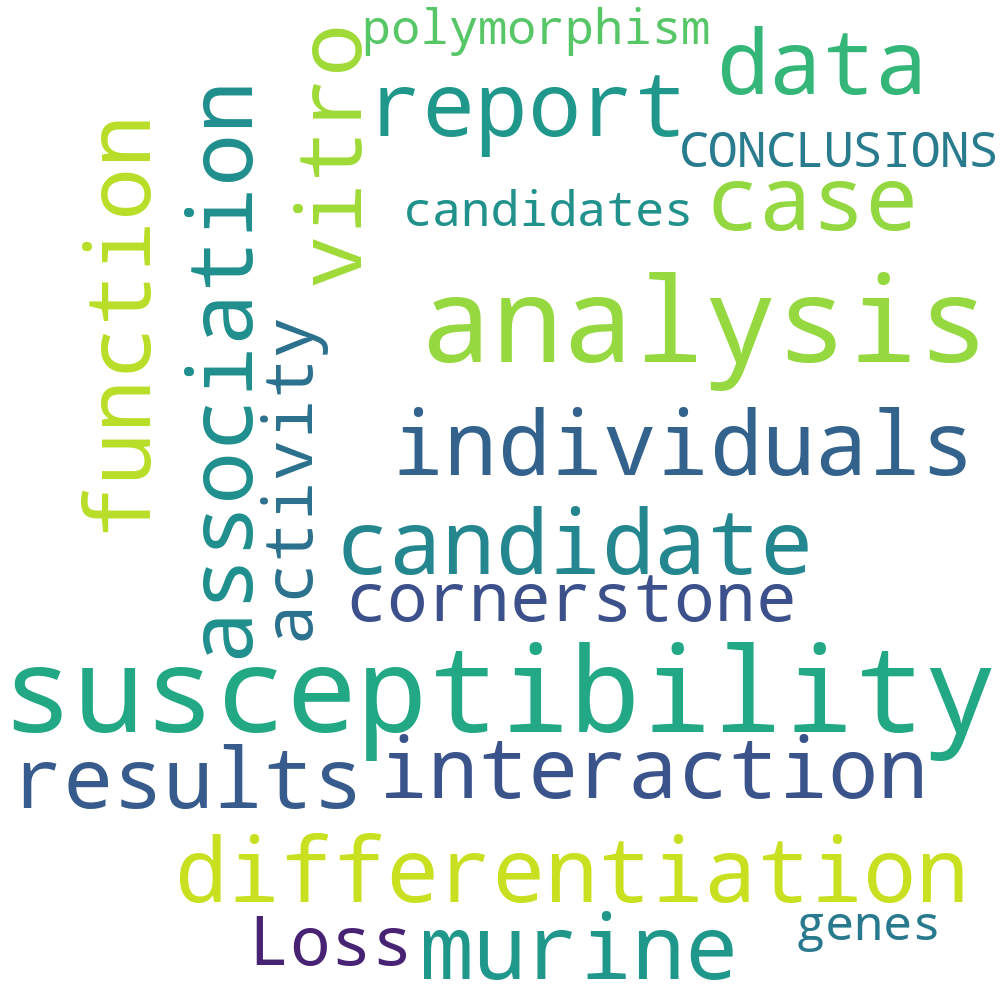 polymorphism
data
vitro
report
function
association
CONCLUSIONS
candidates
case
analysis
activity
individuals
candidate
cornerstone
susceptibility
results
interaction
differentiation
Loss
murine
genes